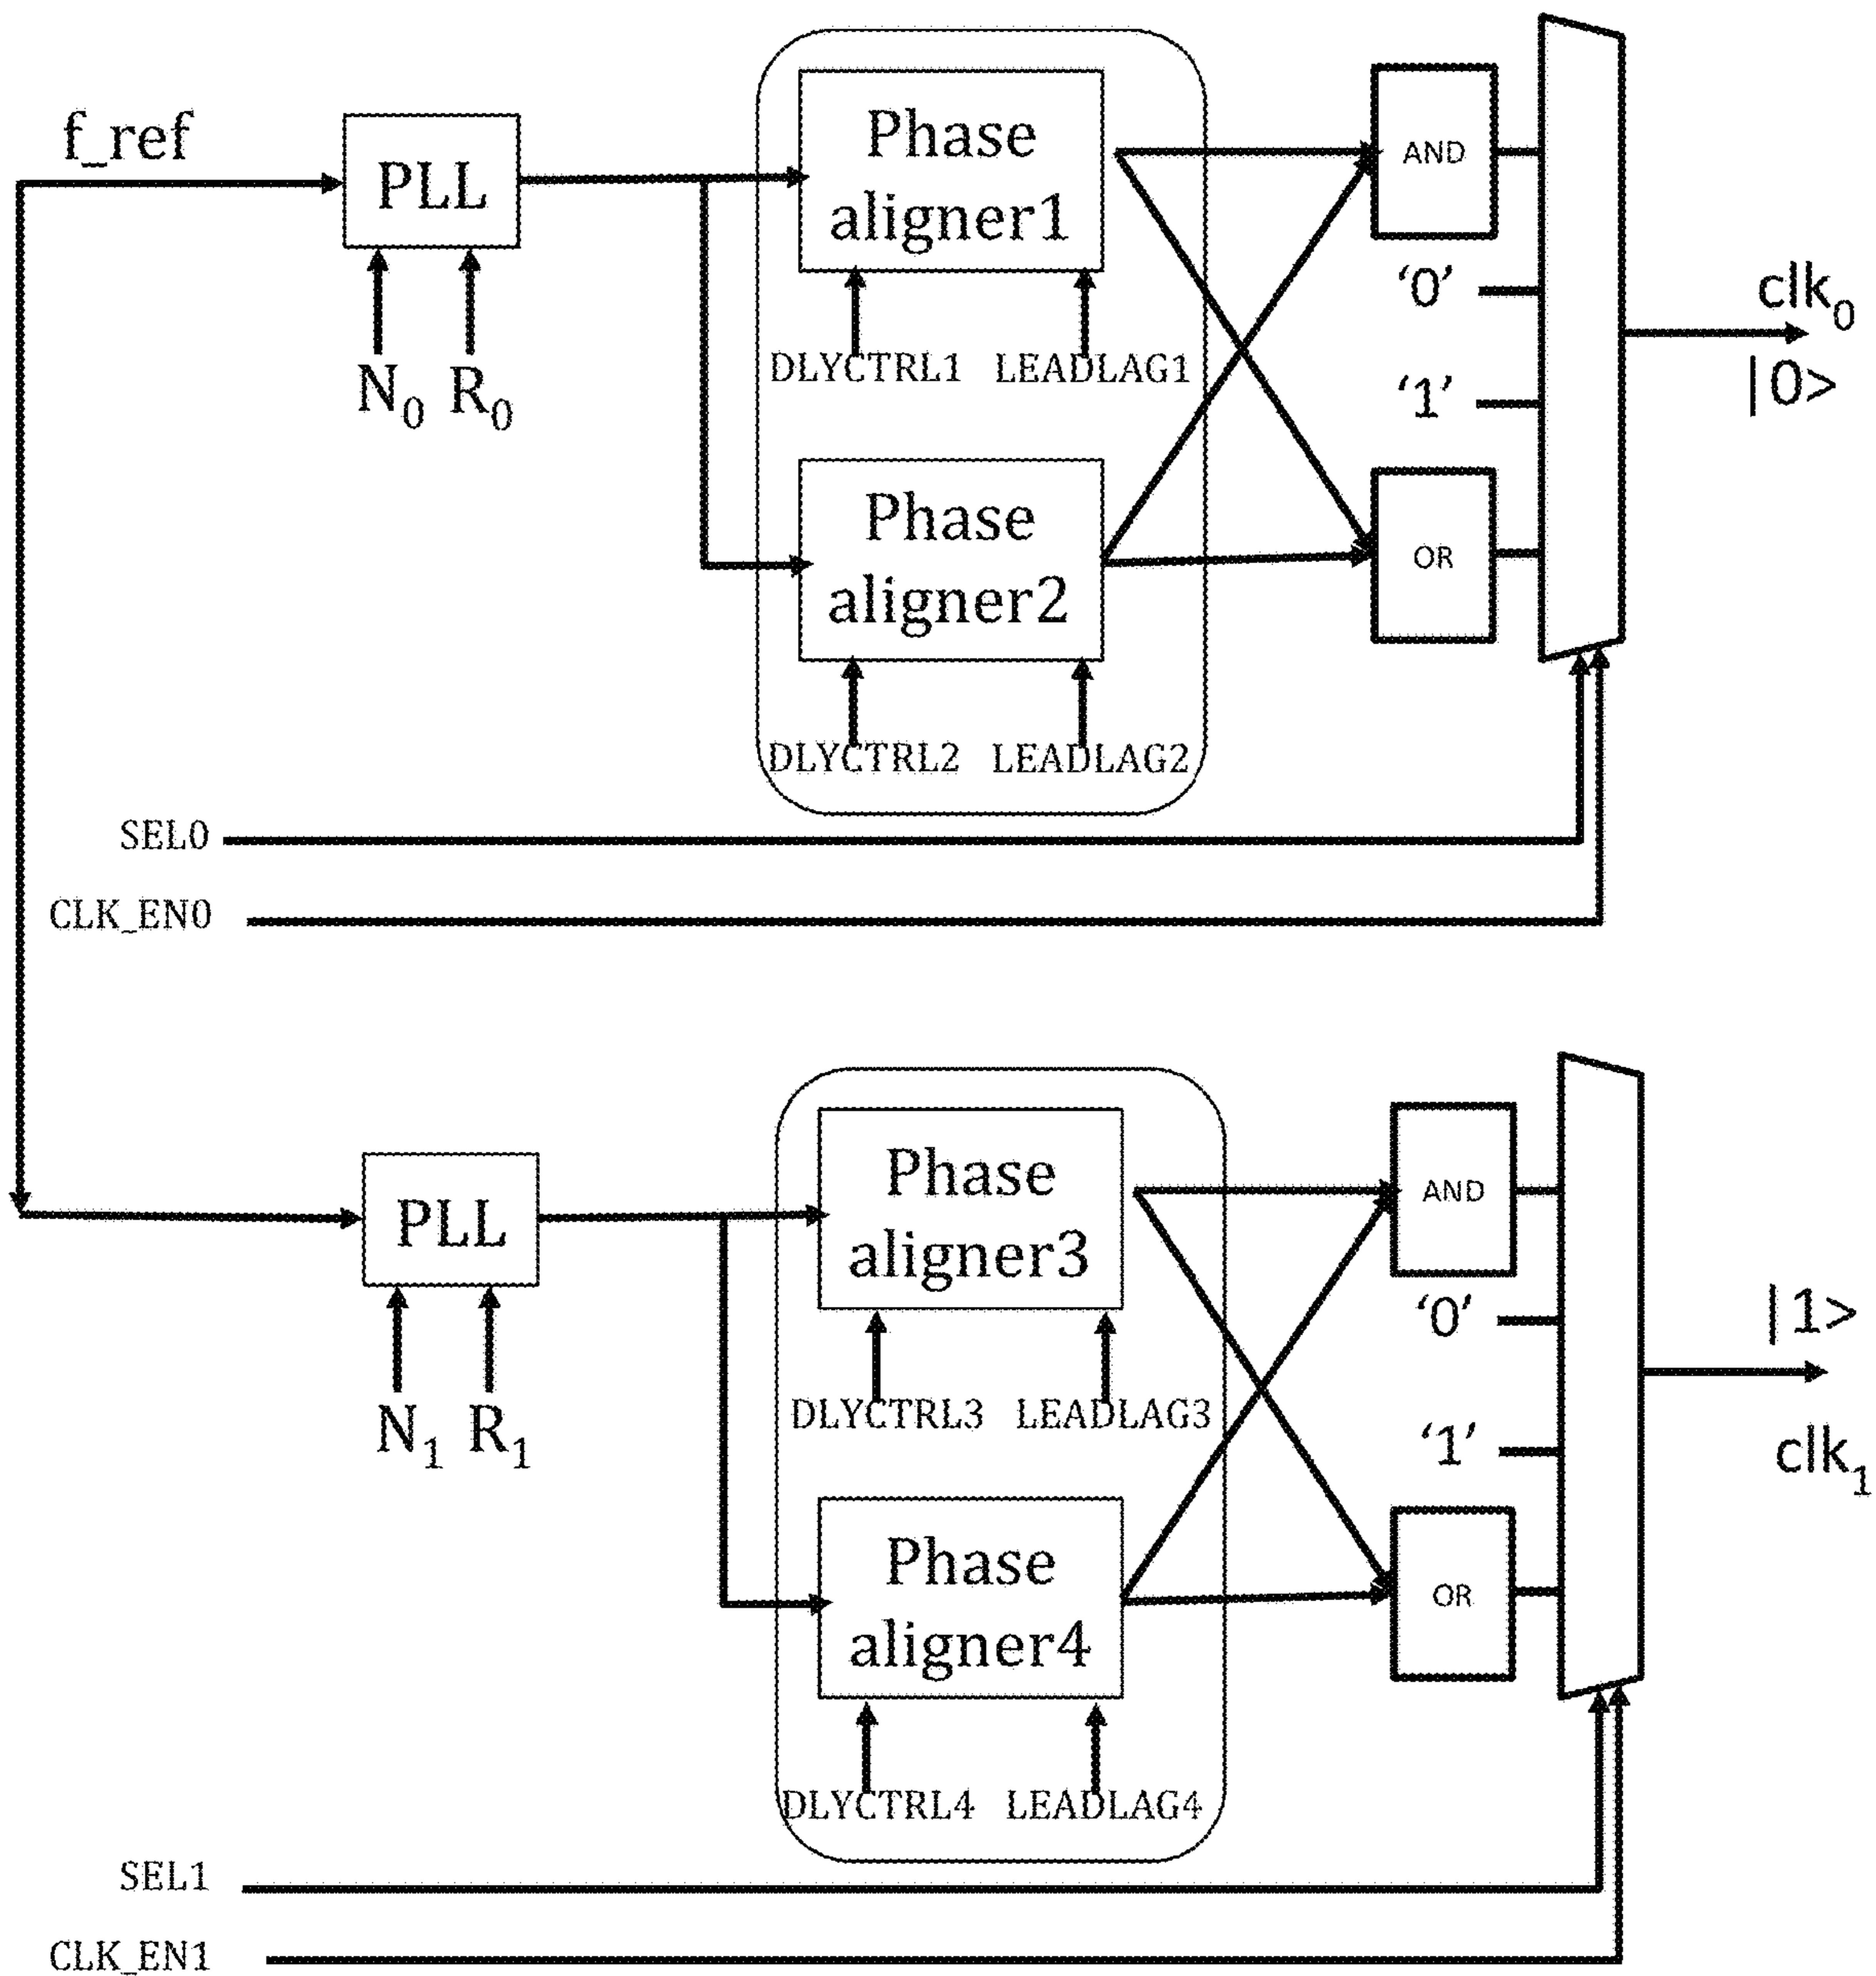 f_ref
PLL
N₀ R₀
Phase
aligner1
DLYCTRL1 LEADLAG1
Phase
aligner2
DLYCTRL2 LEADLAG2
AND
‘0’
‘1’
OR
clk₀
|0>
SEL0
CLK_EN0
PLL
N₁ R₁
Phase
aligner3
DLYCTRL3 LEADLAG3
Phase
aligner4
DLYCTRL4 LEADLAG4
AND
‘0’
‘1’
OR
|1>
clk₁
SEL1
CLK_EN1